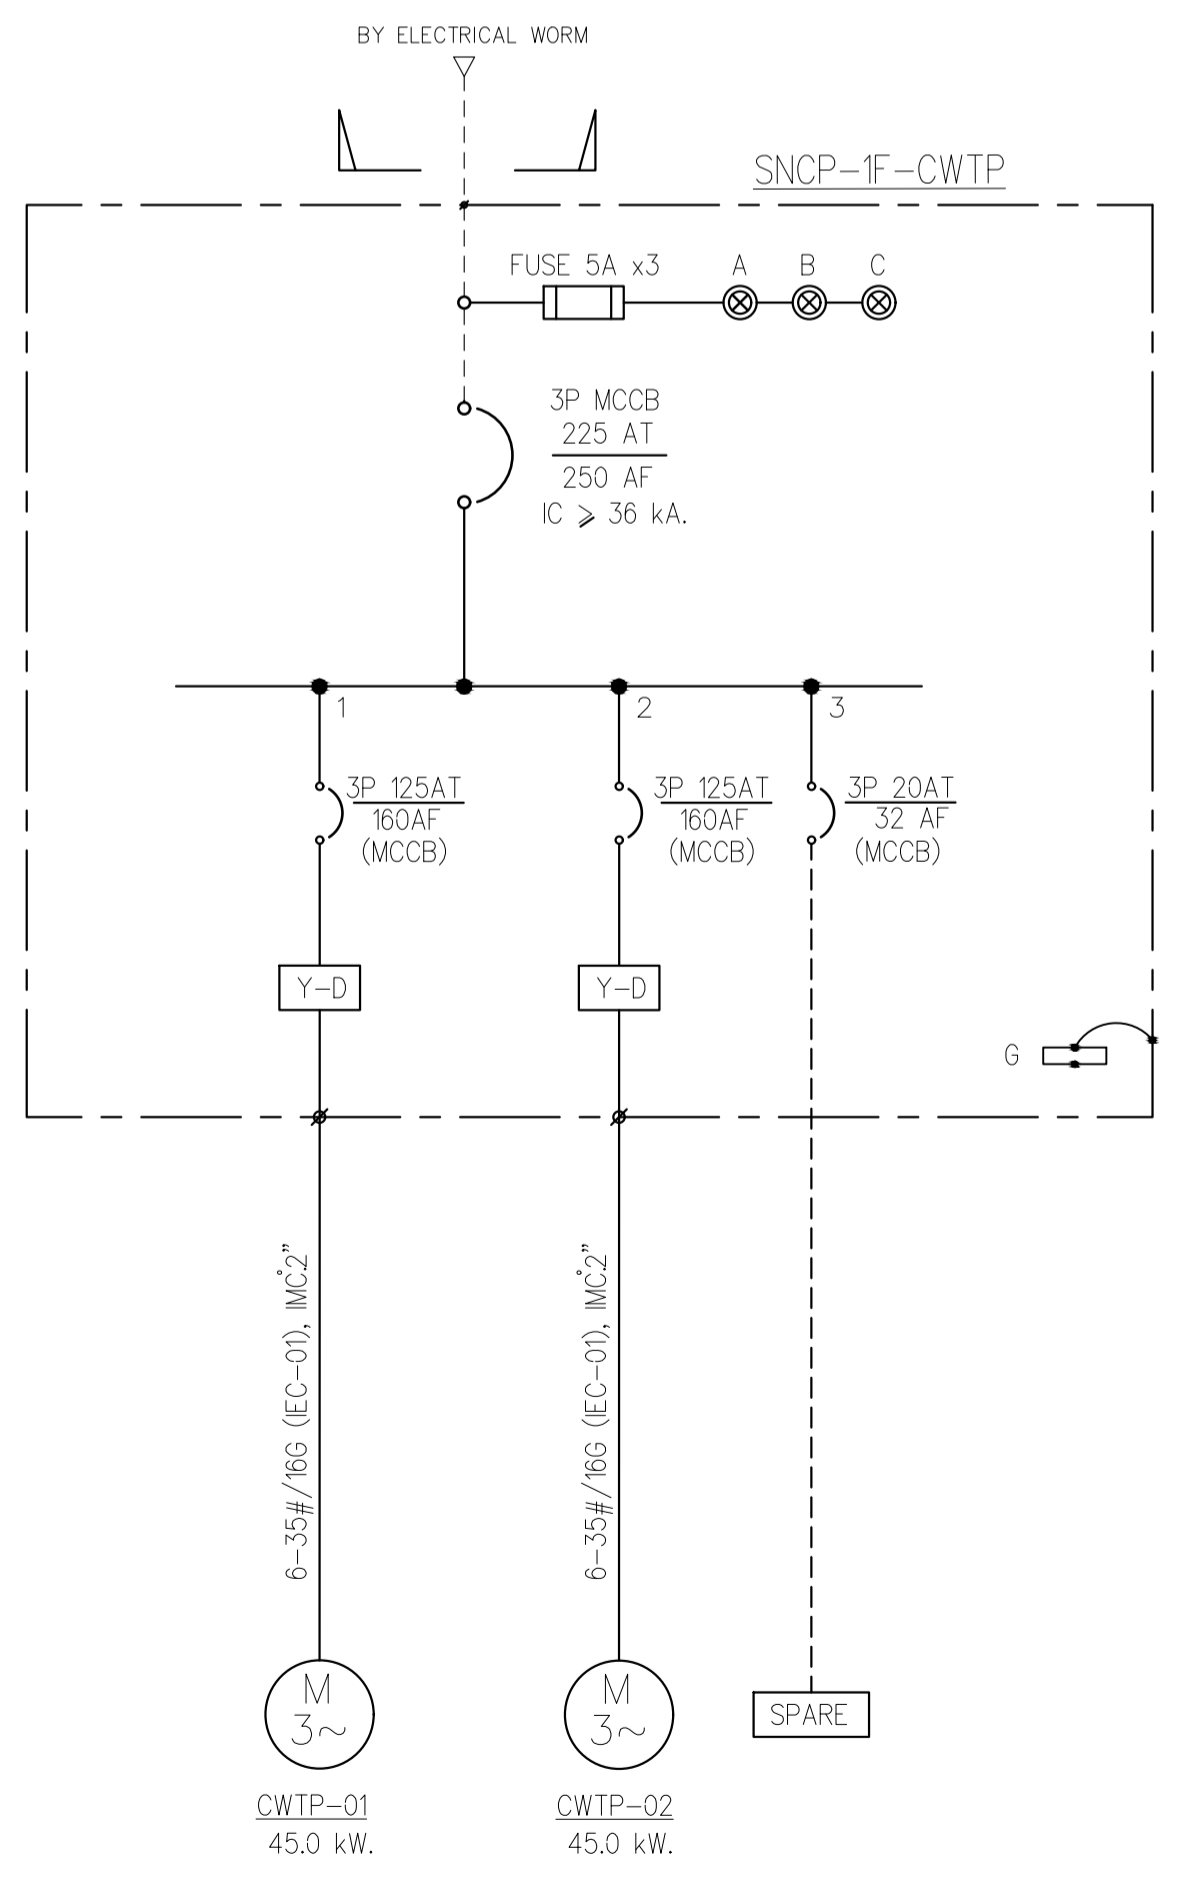 BY ELECTRICAL WORM
SNCP-1F-CWTP
FUSE 5A x3
A
B
C
3P MCCB
225 AT
250 AF
IC ⩾ 36 kA.
1
2
3
3P 125AT
160AF
(MCCB)
3P 125AT
160AF
(MCCB)
3P 20AT
32 AF
(MCCB)
Y-D
Y-D
G
6-35#/16G (IEC-01), IMC.̊2"
6-35#/16G (IEC-01), IMC.̊2"
M
3~
M
3~
SPARE
CWTP-01
45.0 kW.
CWTP-02
45.0 kW.